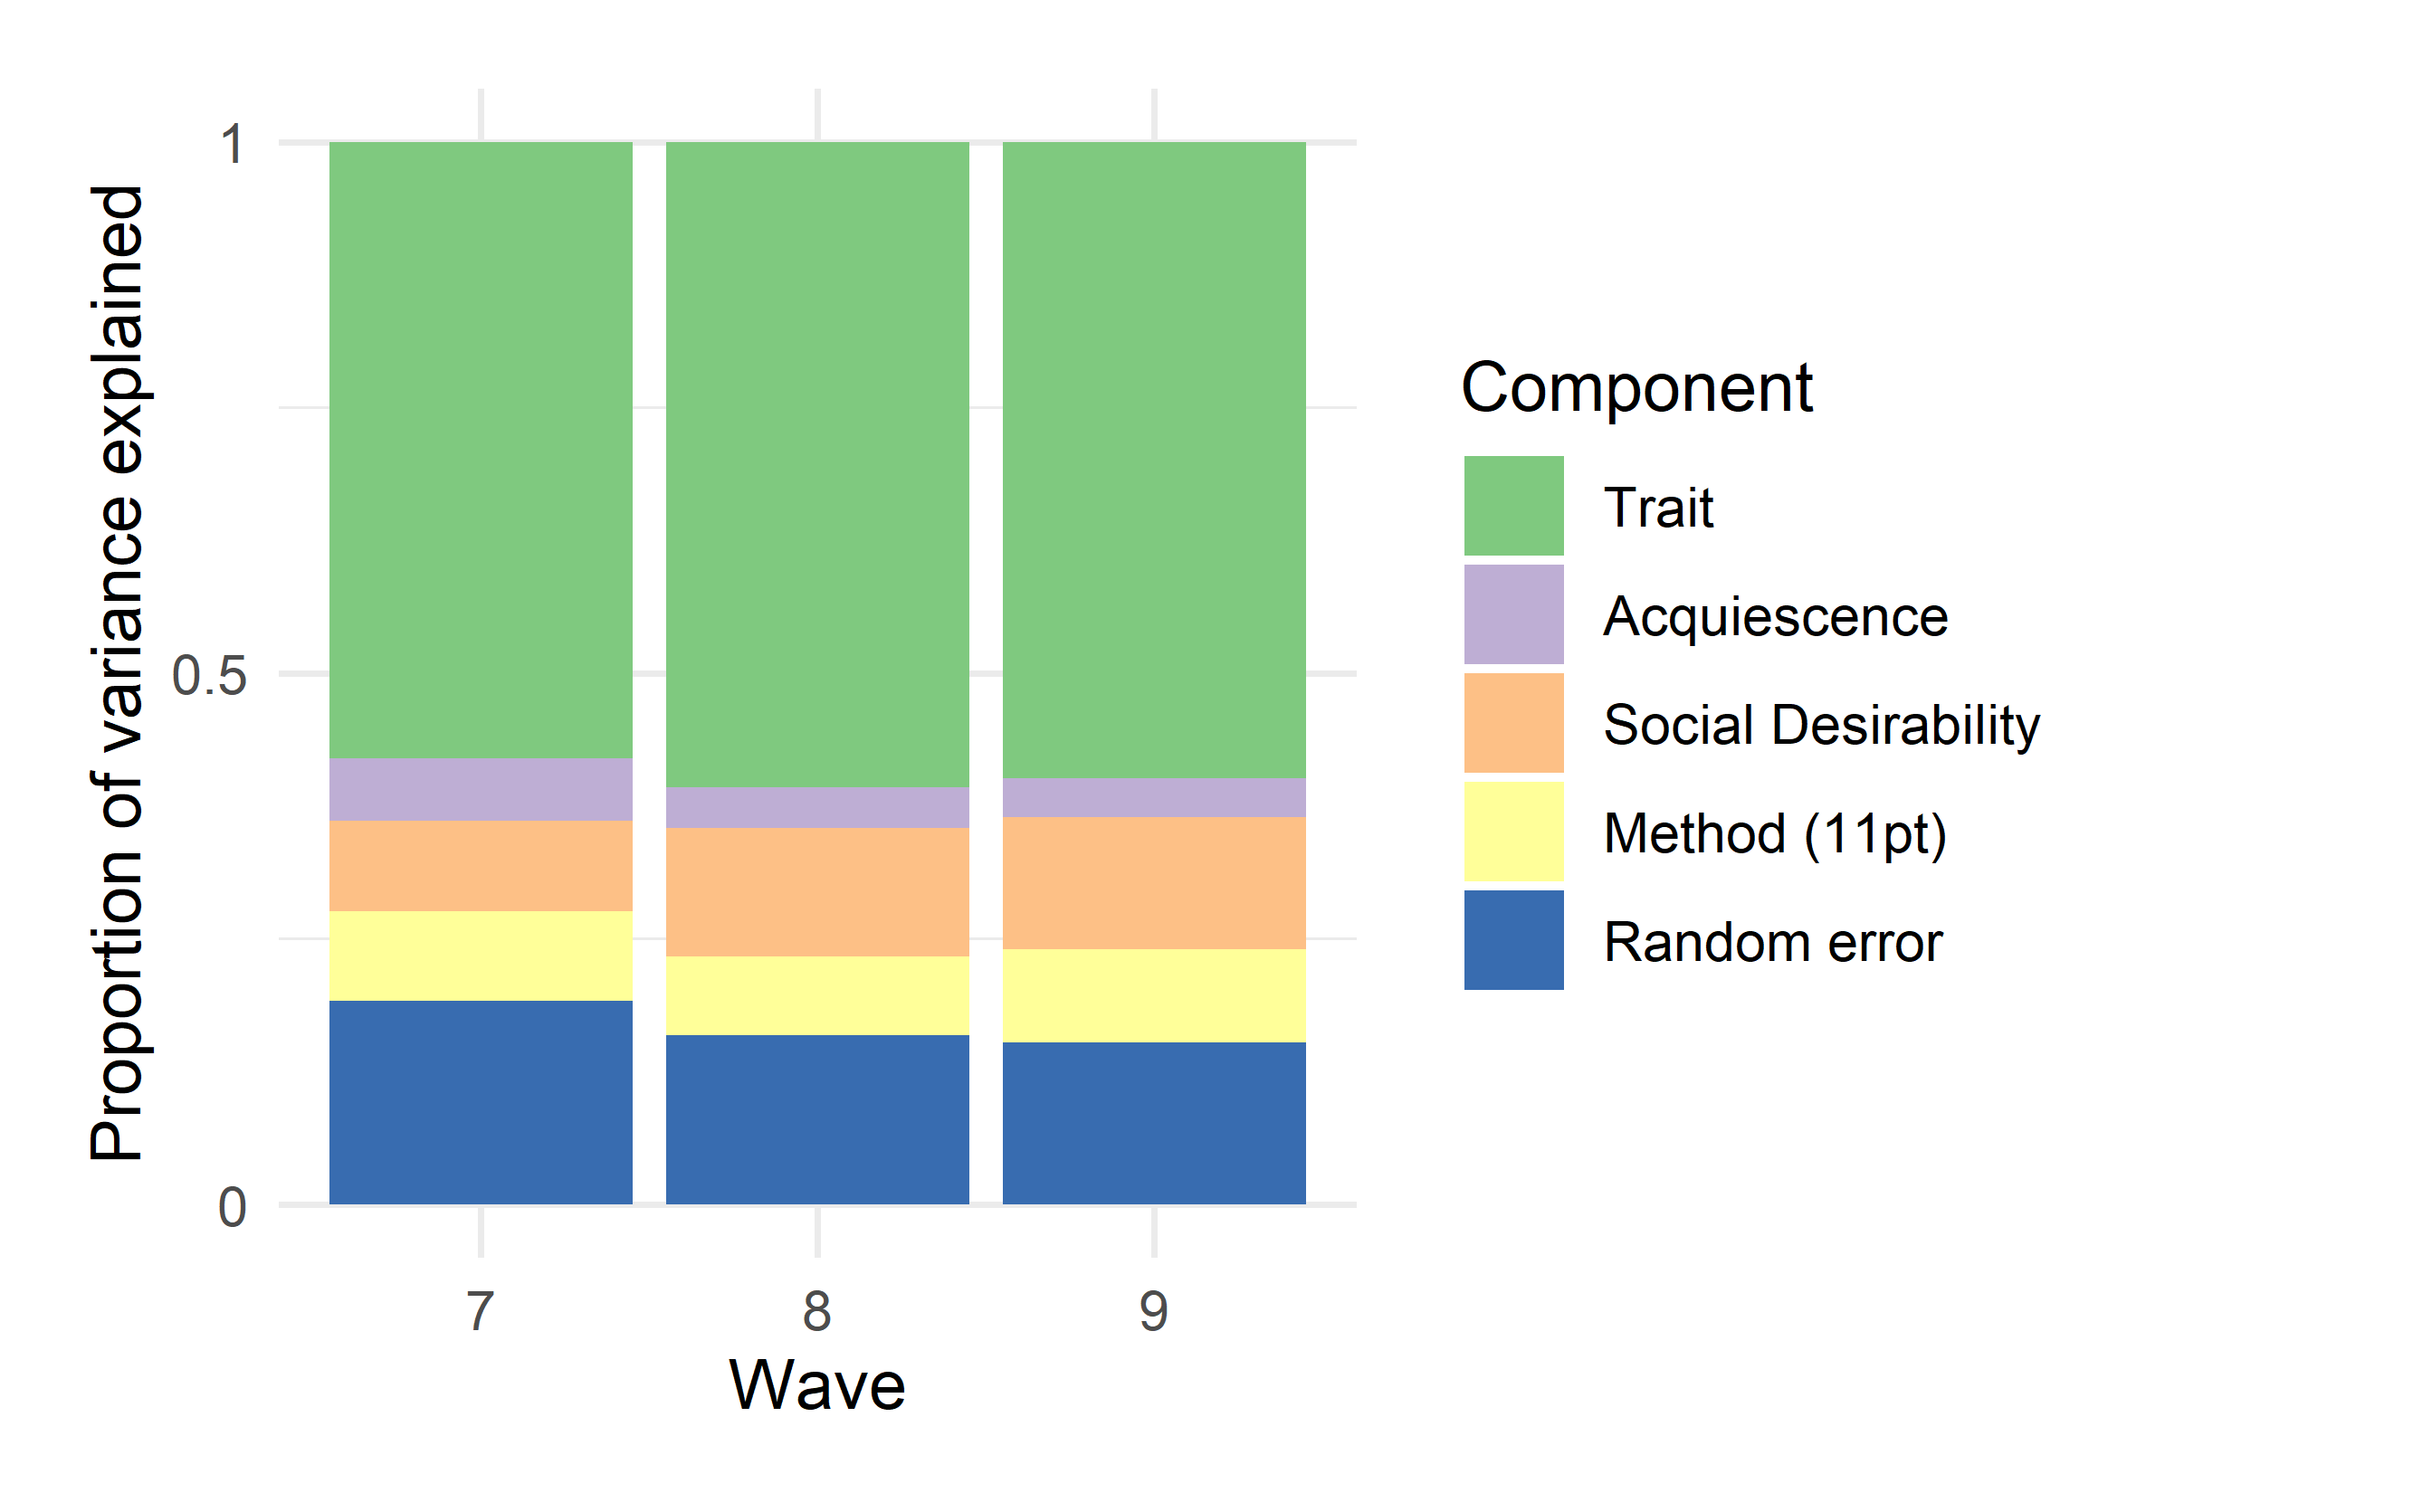 Proportion of variance explained
1
0.5
0
7
8
9
Wave
Component
Trait
Acquiescence
Social Desirability
Method (11pt)
Random error